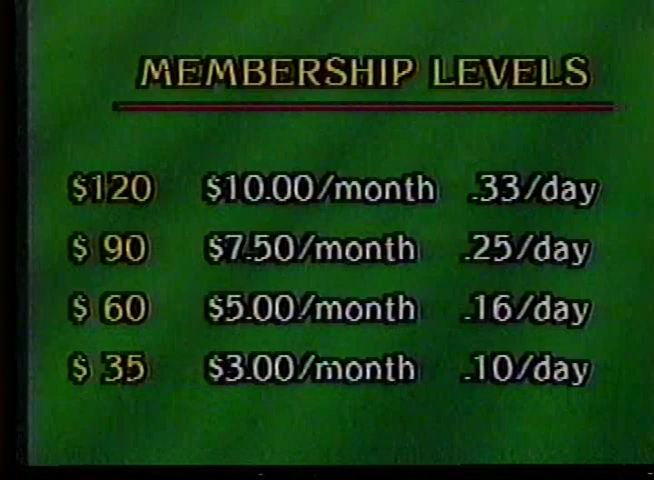 MEMBERSHIP LEVELS
$120 $10.00/month .33/day
$ 90 $7.50/month .25/day
$ 60 $5.00/month .16/day
$ 35 $3.00/month .10/day